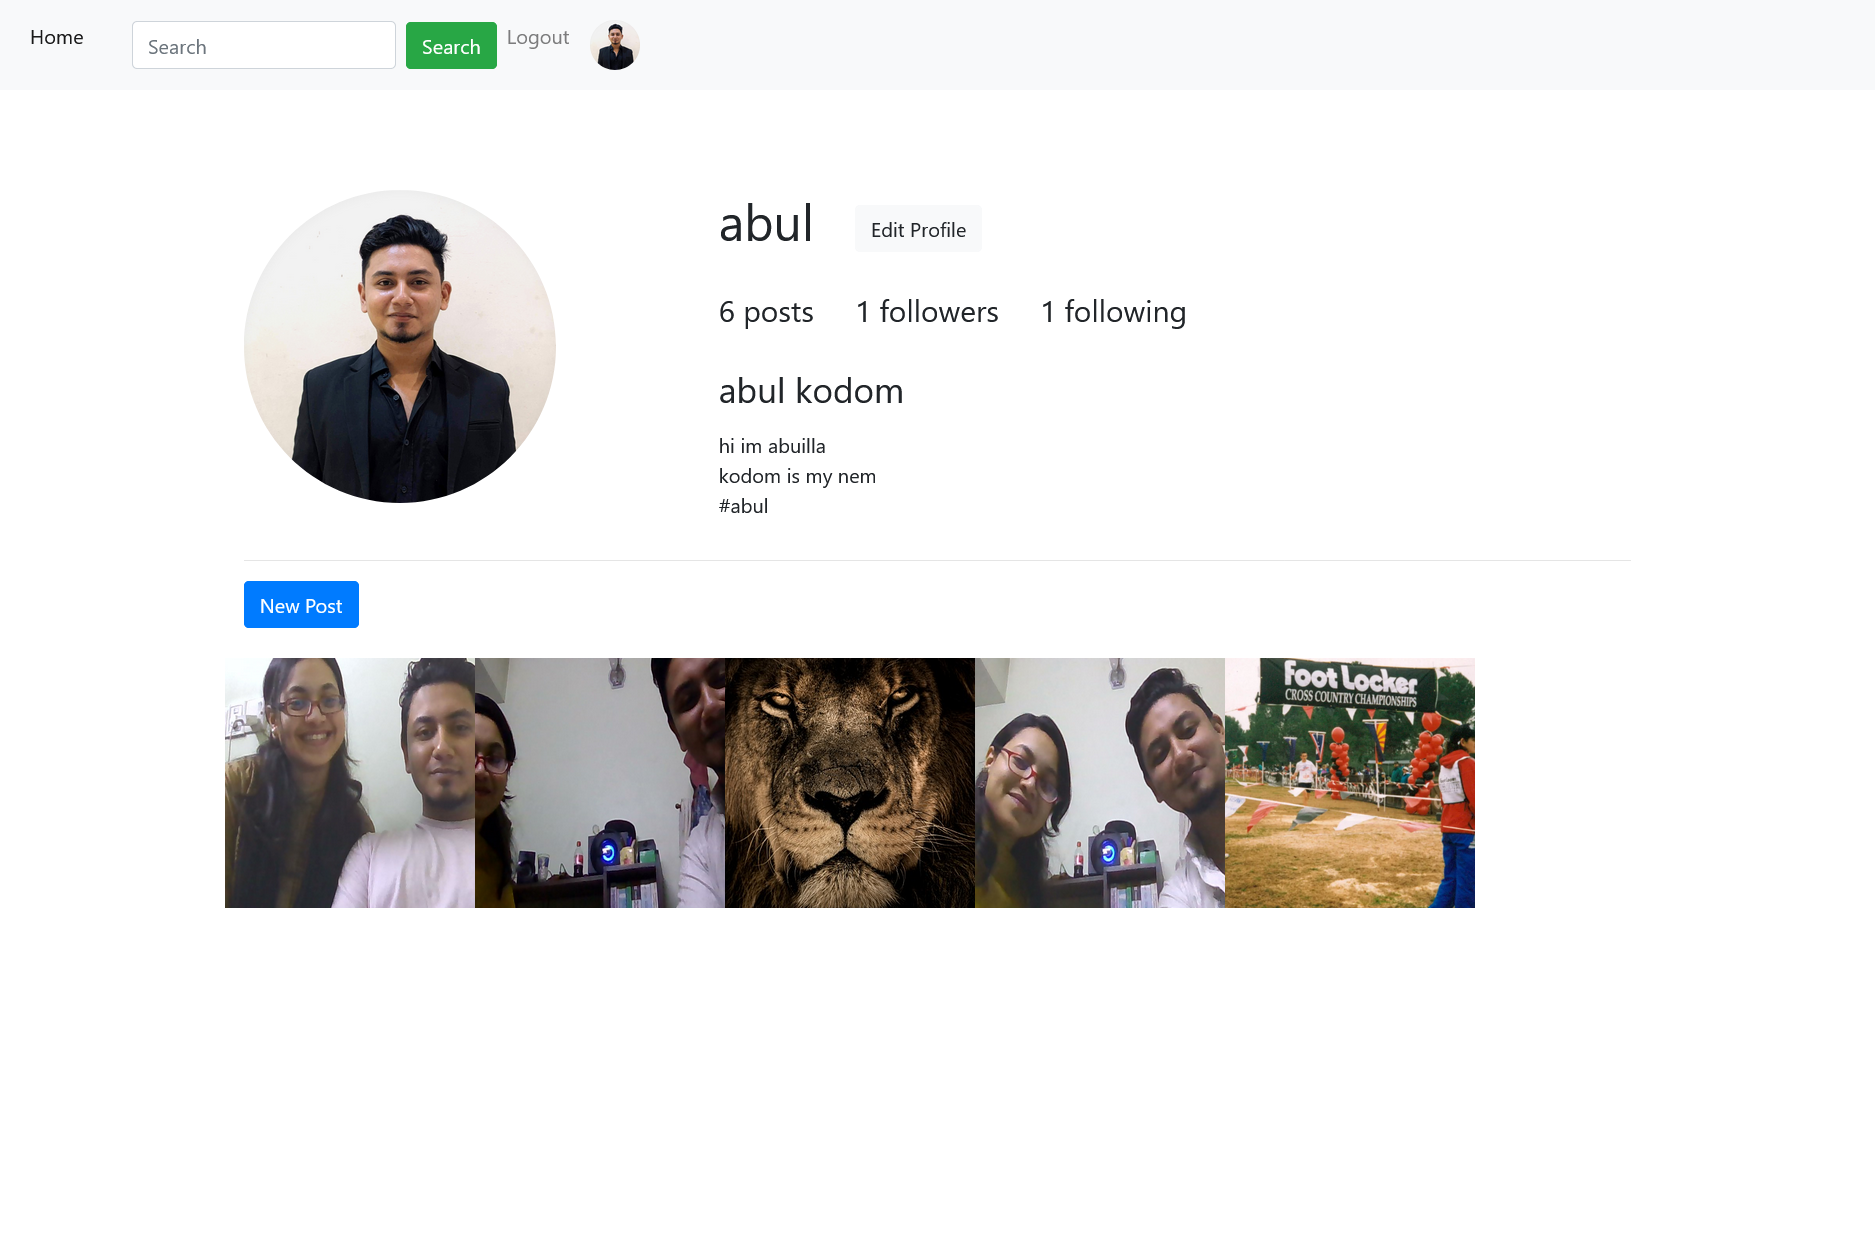 Home
Search
Search
Logout
abul
Edit Profile
6 posts
1 followers
1 following
abul kodom
hi im abuilla
kodom is my nem
#abul
New Post
Foot Locker
CROSS COUNTRY CHAMPIONSHIPS